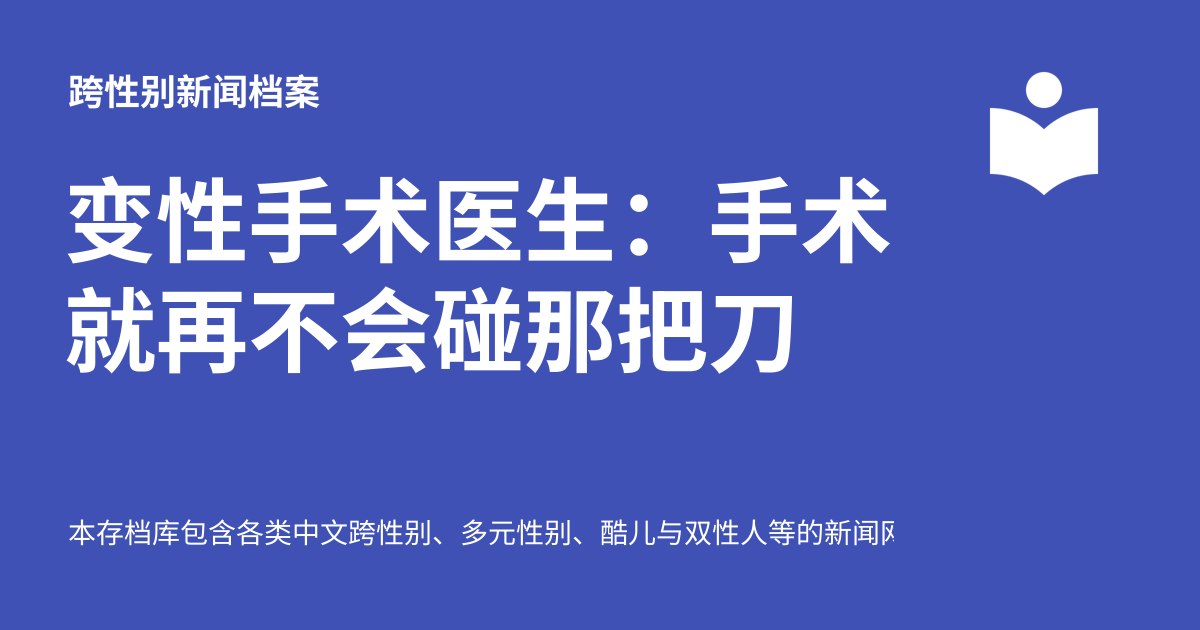 跨性别新闻档案
变性手术医生：手术
就再不会碰那把刀
本存档库包含各类中文跨性别、多元性别、酷儿与双性人等的新闻